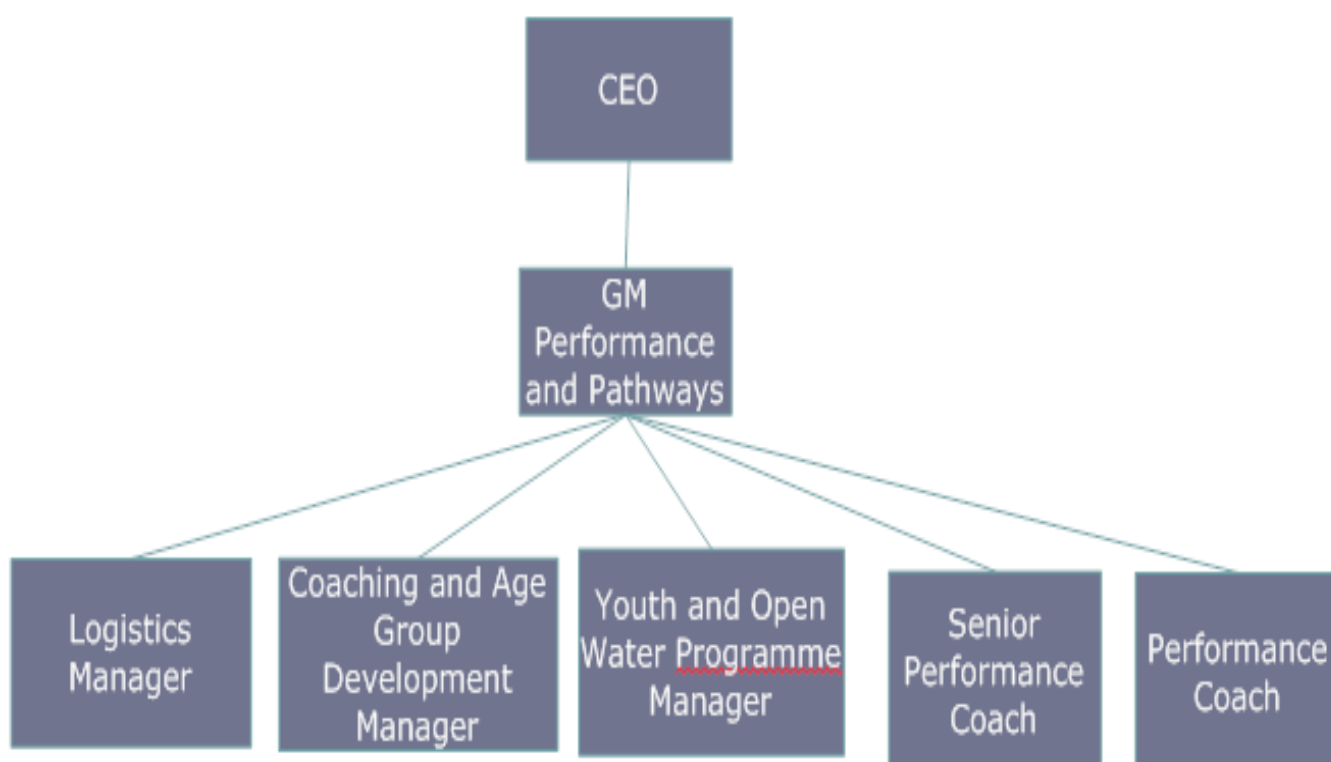 CEO
GM
Performance
and Pathways
Logistics
Manager
Coaching and Age
Group
Development
Manager
Youth and Open
Water Programme
Manager
Senior
Performance
Coach
Performance
Coach